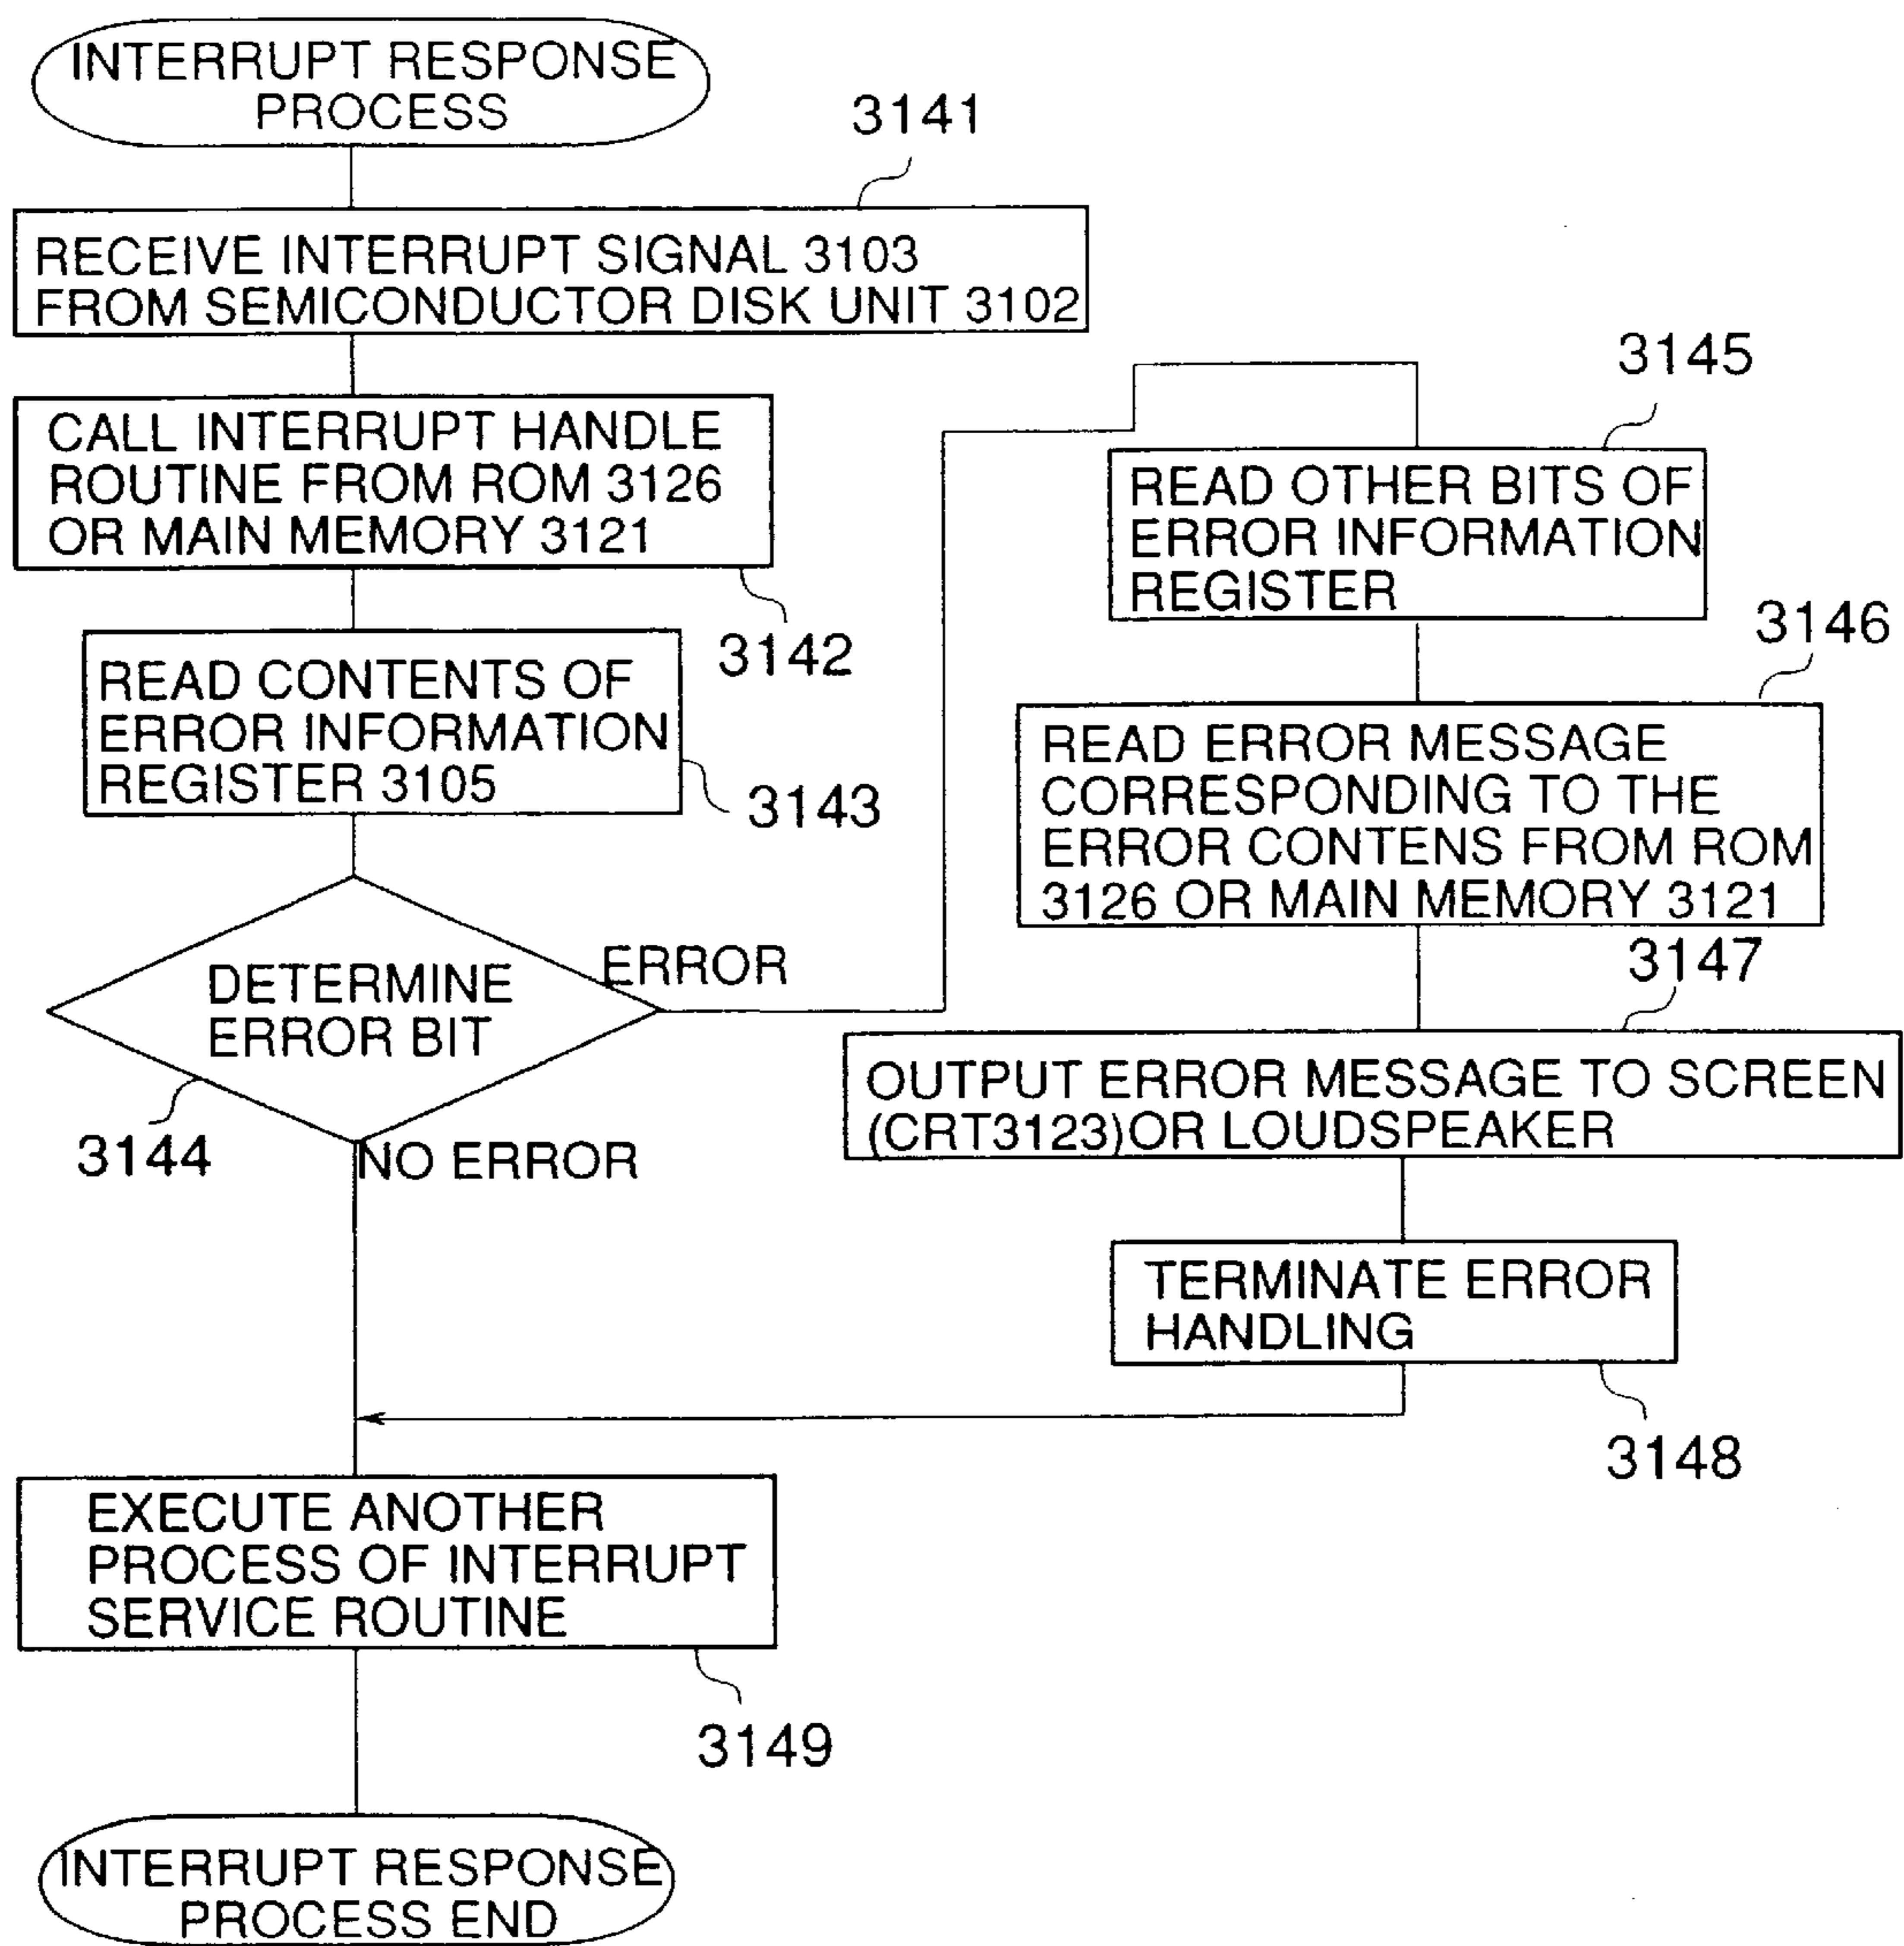 INTERRUPT RESPONSE
PROCESS
3141
RECEIVE INTERRUPT SIGNAL 3103
FROM SEMICONDUCTOR DISK UNIT 3102
CALL INTERRUPT HANDLE
ROUTINE FROM ROM 3126
OR MAIN MEMORY 3121
3142
READ CONTENTS OF
ERROR INFORMATION
REGISTER 3105
3143
DETERMINE
ERROR BIT
ERROR
3144
NO ERROR
3145
READ OTHER BITS OF
ERROR INFORMATION
REGISTER
3146
READ ERROR MESSAGE
CORRESPONDING TO THE
ERROR CONTENS FROM ROM
3126 OR MAIN MEMORY 3121
3147
OUTPUT ERROR MESSAGE TO SCREEN
(CRT3123)OR LOUDSPEAKER
TERMINATE ERROR
HANDLING
3148
EXECUTE ANOTHER
PROCESS OF INTERRUPT
SERVICE ROUTINE
3149
INTERRUPT RESPONSE
PROCESS END